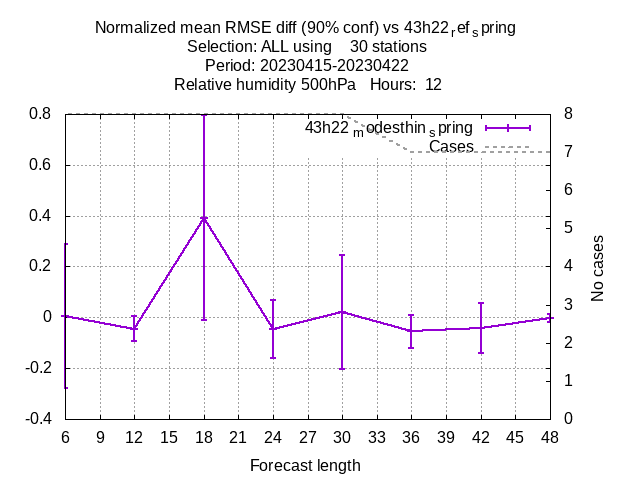 Normalized mean RMSE diff (90% conf) vs 43h22refspring
Selection: ALL using 30 stations
Period: 20230415-20230422
Relative humidity 500hPa Hours: 12
43h22modesthinspring
Cases
0.8
0.6
0.4
0.2
0
-0.2
-0.4
8
7
6
5
4
3
2
1
0
No cases
6 9 12 15 18 21 24 27 30 33 36 39 42 45 48
Forecast length